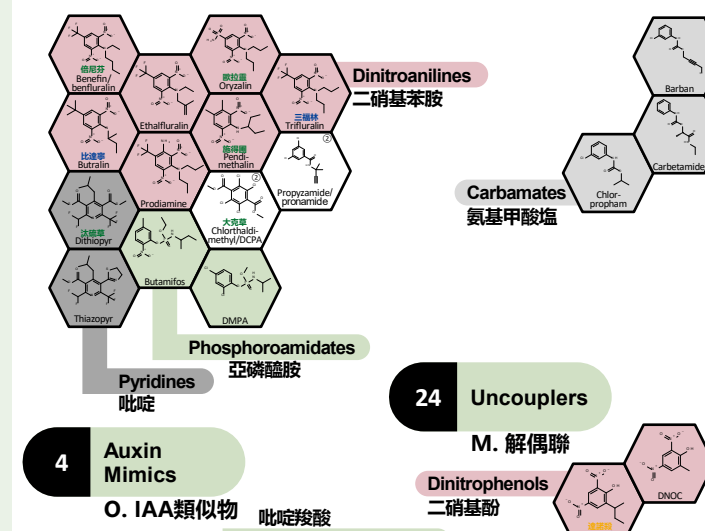 倍尼芬
Benefin/
benfluralin
Ethalfluralin
歐拉靈
Oryzalin
三福林
Trifluralin
Dinitroanilines
二硝基苯胺
比達寧
Butralin
Prodiamine
施得圃
Pendi-
methalin
②
Propyzamide/
pronamide
②
大克草
Chlorthaldi-
methyl/DCPA
汰硫草
Dithiopyr
Thiazopyr
Butamifos
DMPA
Phosphoroamidates
亞磷醯胺
Pyridines
吡啶
Barban
Carbetamide
Chlor-
propham
Carbamates
氨基甲酸塩
24
Uncouplers
M. 解偶聯
4
Auxin
Mimics
O. IAA類似物
吡啶羧酸
Dinitrophenols
二硝基酚
DNOC